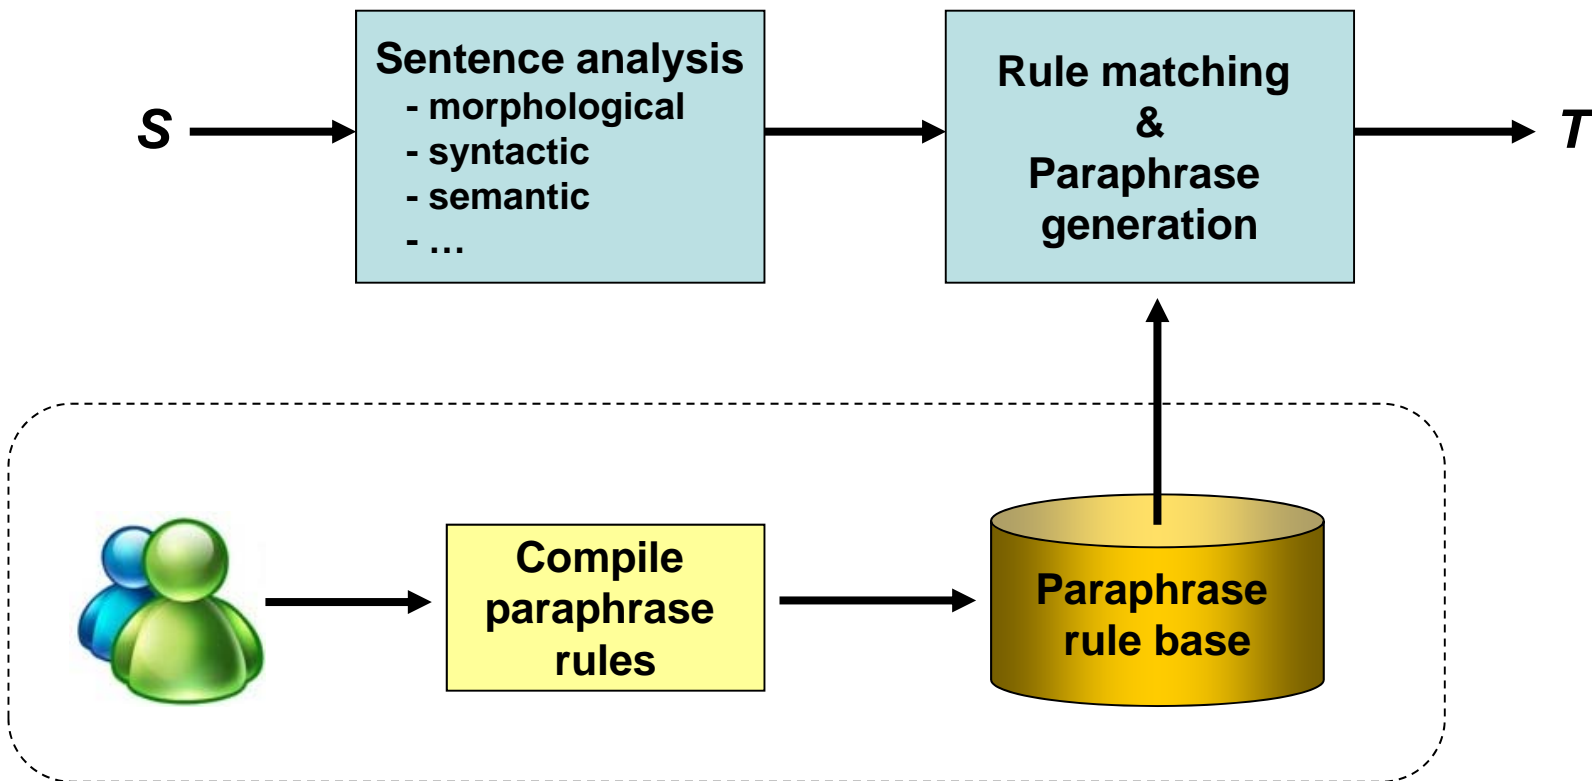 S
Sentence analysis
- morphological
- syntactic
- semantic
- …
Rule matching
&
Paraphrase
generation
T
Compile
paraphrase
rules
Paraphrase
rule base